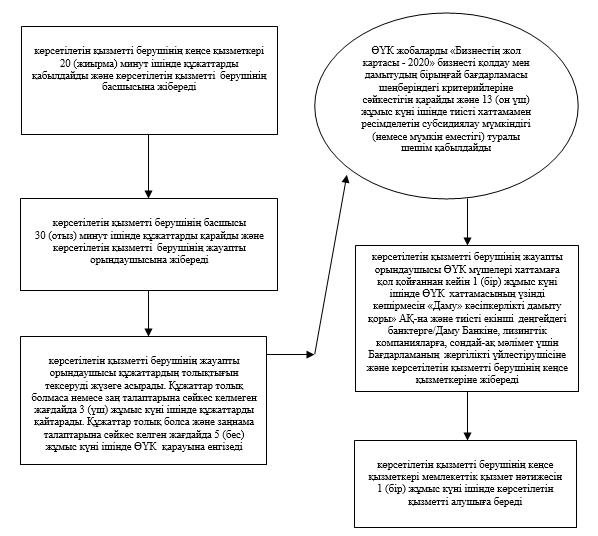 көрсетілетін қызметті берушінің кеңсе қызметкері
20 (жиырма) минут ішінде құжаттарды
қабылдайды және көрсетілетін қызметті берушінің
басшысына жібереді
көрсетілетін қызметті берушінің басшысы
30 (отыз) минут ішінде құжаттарды қарайды және
көрсетілетін қызметті берушінің жауапты
орындаушысына жібереді
көрсетілетін қызметті берушінің жауапты
орындаушысы құжаттардың толықтығын
тексеруді жүзеге асырады. Құжаттар толық
болмаса немесе заң талаптарына сәйкес келмеген
жағдайда 3 (үш) жұмыс күні ішінде құжаттарды
қайтарады. Құжаттар толық болса және заңнама
талаптарына сәйкес келген жағдайда 5 (бес)
жұмыс күні ішінде ӨҮК қарауына енгізеді
ӨҮК жобаларды «Бизнестің жол
картасы - 2020» бизнесті қолдау мен
дамытудың бірыңғай бағдарламасы
шеңберіндегі критерийлеріне
сәйкестігін қарайды және 13 (он үш)
жұмыс күні ішінде тиісті хаттамамен
ресімделетін субсидиялау мүмкіндігі
(немесе мүмкін еместігі) туралы
шешім қабылдайды
көрсетілетін қызметті берушінің жауапты
орындаушысы ӨҮК мүшелері хаттамаға
қол қойғаннан кейін 1 (бір) жұмыс күні
ішінде ӨҮК хаттамасының үзінді
көшірмесін «Даму» кәсіпкерлікті дамыту
қоры» АҚ-на және тиісті екінші деңгейдегі
банктерге/Даму Банкіне, лизингтік
компанияларға, сондай-ақ мәлімет үшін
Бағдарламаның жергілікті үйлестірушісіне
және көрсетілетін қызметті берушінің кеңсе
қызметкеріне жібереді
көрсетілетін қызметті берушінің кеңсе
қызметкері мемлекеттік қызмет нәтижесін
1 (бір) жұмыс күні ішінде көрсетілетін
қызметті алушыға береді